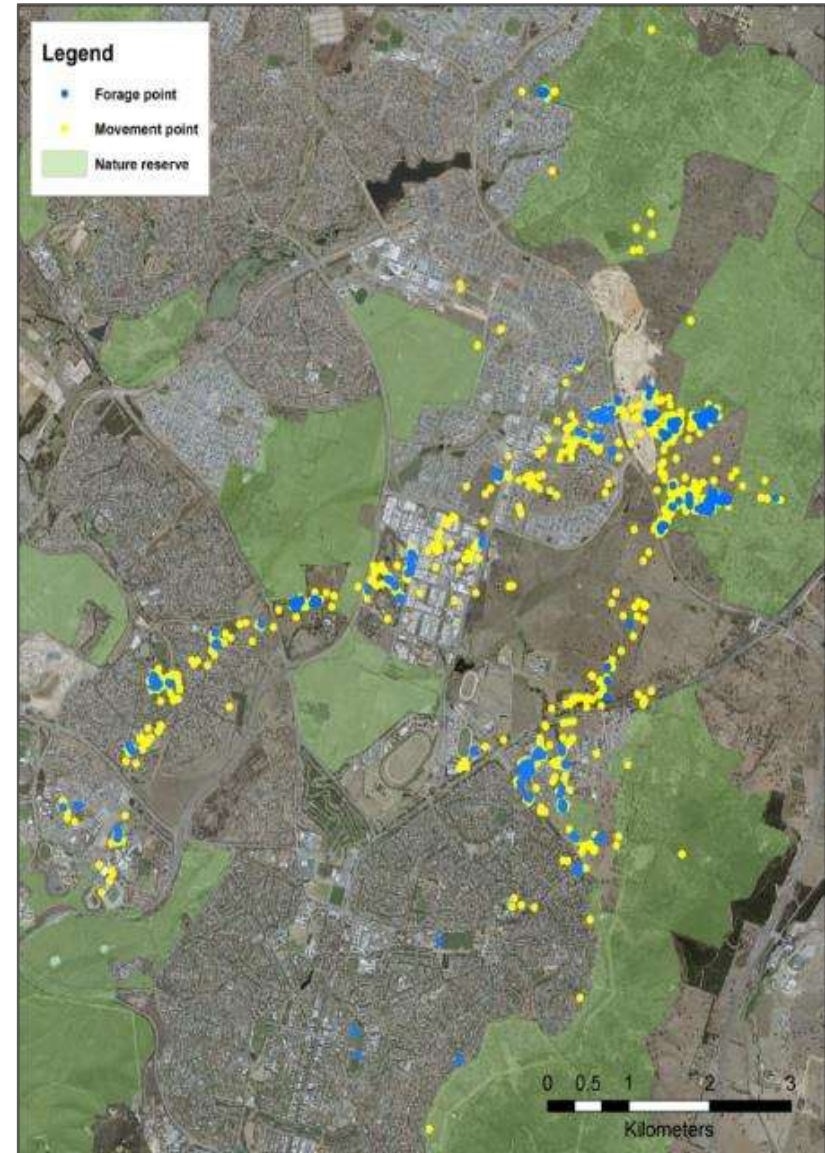 Legend
Forage point
Movement point
Nature reserve
0 0.5 1 2 3
Kilometers